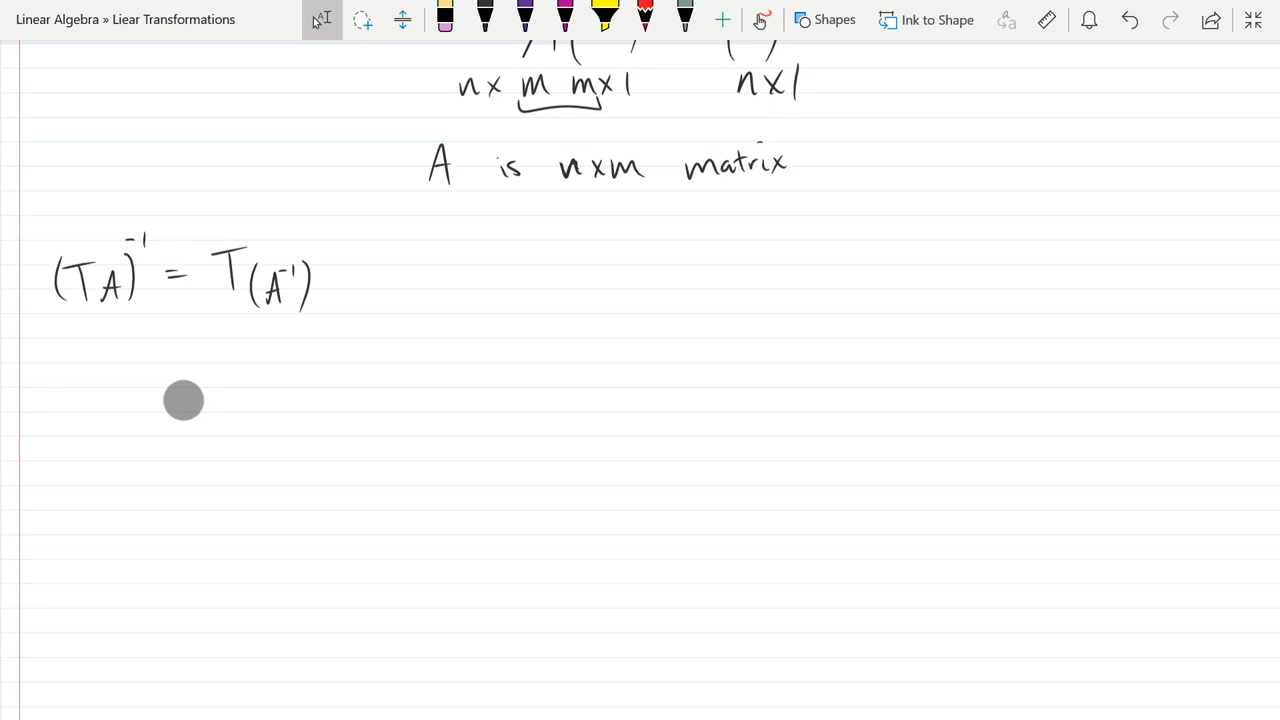 Linear Algebra » Liear Transformations
Shapes
Ink to Shape
n x m m x 1 n x 1
A is n x m matrix
(T_A)^{-1} = T_{(A^{-1})}